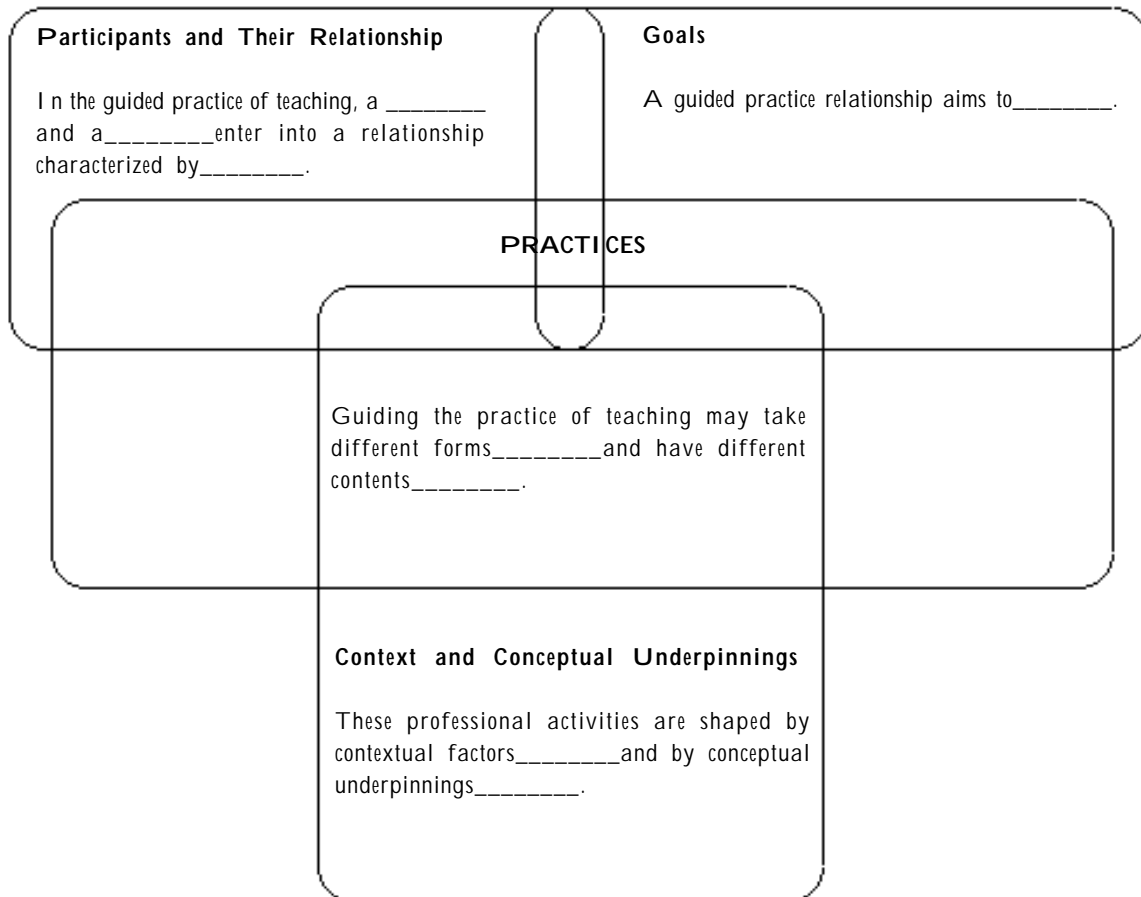 Participants and Their Relationship
In the guided practice of teaching, a ________
and a________enter into a relationship
characterized by________.
Goals
A guided practice relationship aims to________.
PRACTICES
Guiding the practice of teaching may take
different forms________and have different
contents________.
Context and Conceptual Underpinnings
These professional activities are shaped by
contextual factors________and by conceptual
underpinnings________.